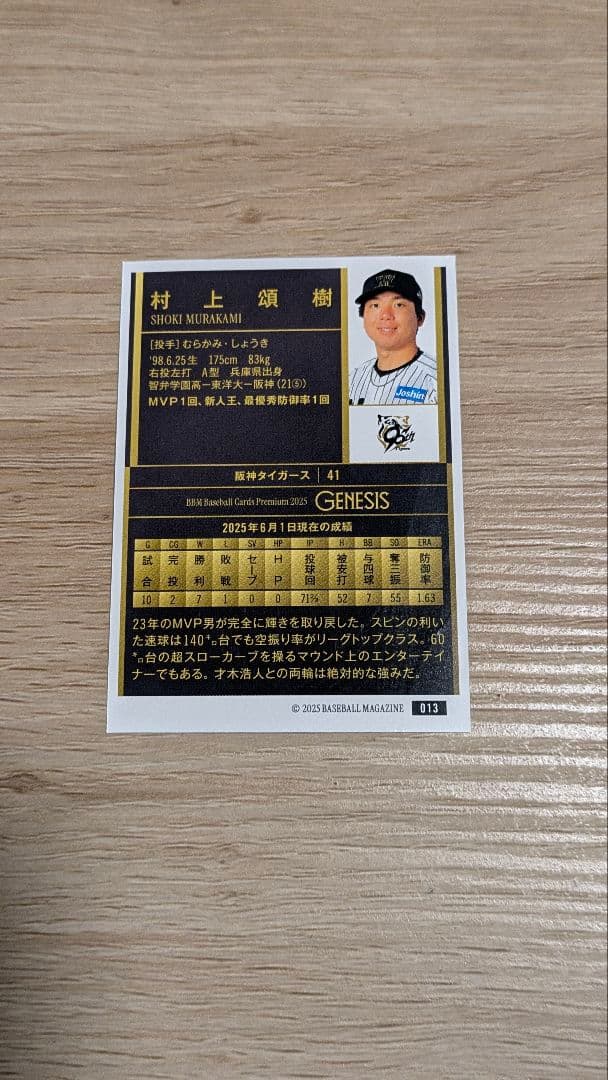 村上頌樹
SHOKI MURAKAMI
[投手] むらかみ・しょうき
'98.6.25生 175cm 83kg
右投左打 A型 兵庫県出身
智弁学園高ー東洋大ー阪神(21⑤)
MVP1回、新人王、最優秀防御率1回
Joshin
90th
阪神タイガース | 41
BBM Baseball Cards Premium 2025 GENESIS
2025年6月1日現在の成績
G CG W L SV HP IP H BB SO ERA
試合 完投 勝利 敗戦 セーブ HP 投球回 被安打 与四球 奪三振 防御率
10 2 7 1 0 0 52 7 55 1.63
23年のMVP男が完全に輝きを取り戻した。スピンの利い
た速球は140㌔台でも空振り率がリーグトップクラス。60
㌔台の超スローカーブを操るマウンド上のエンターテイ
ナーでもある。才木浩人との両輪は絶対的な強みだ。
© 2025 BASEBALL MAGAZINE 013